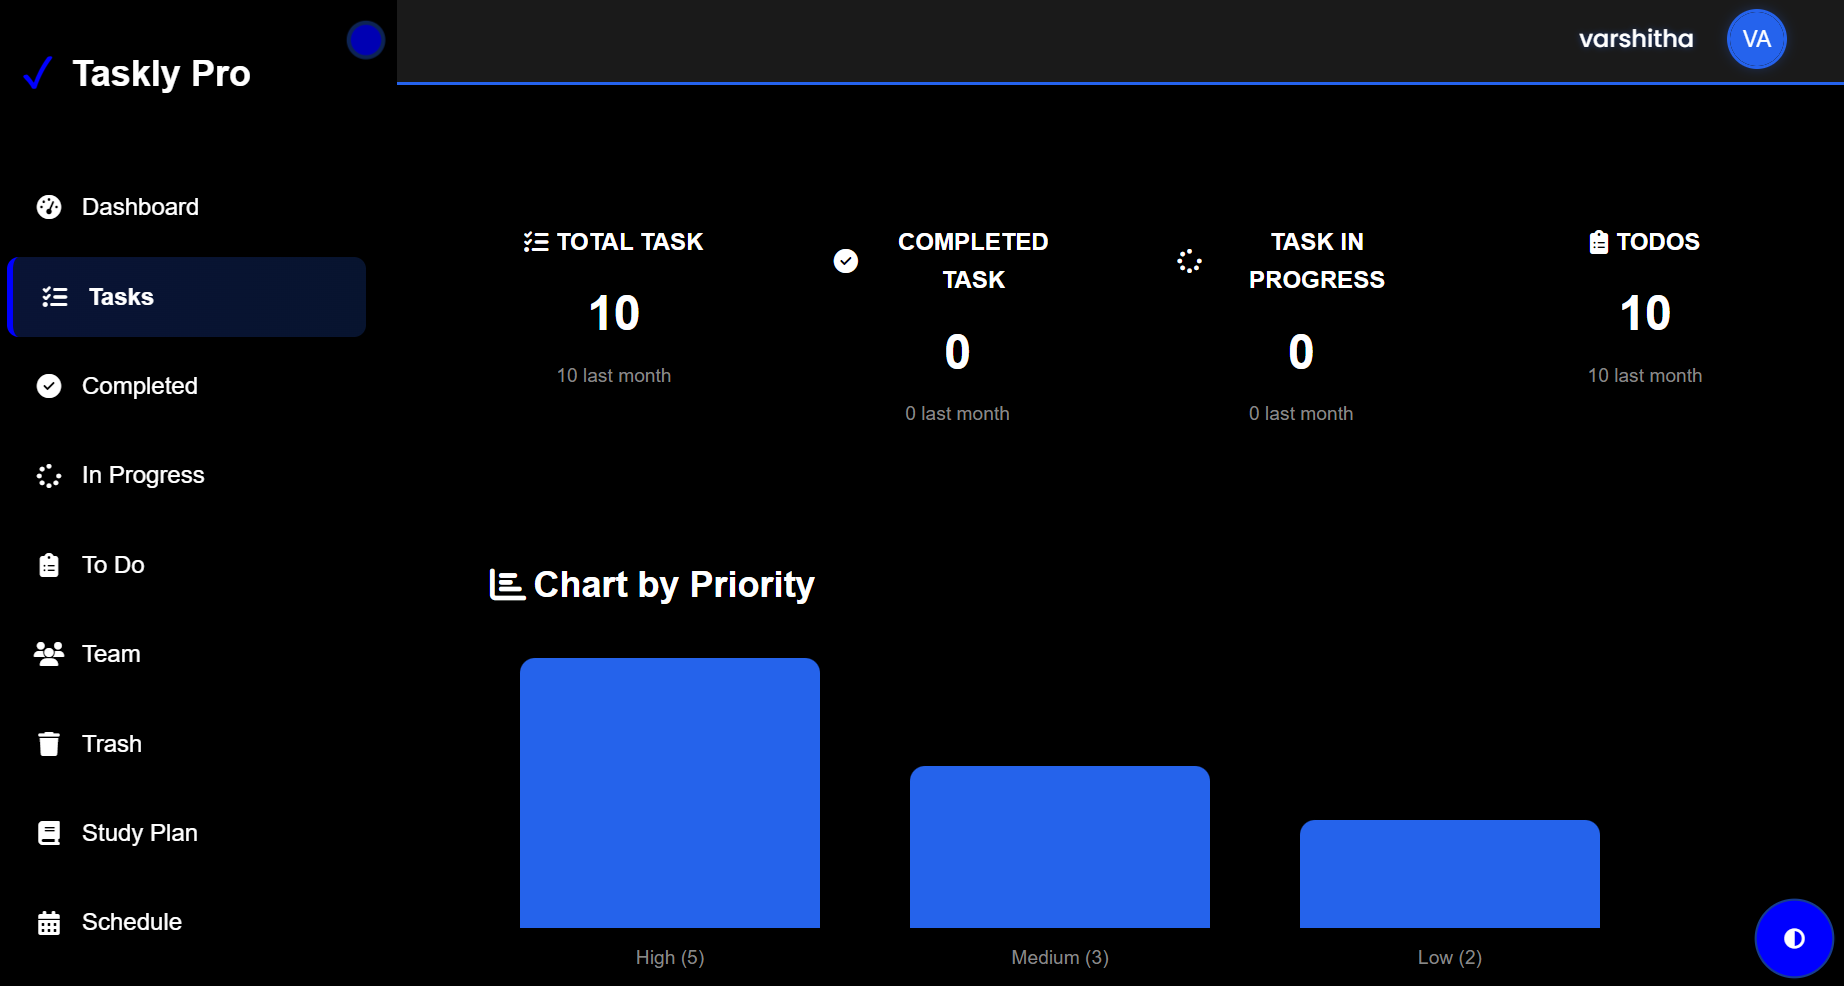 Taskly Pro
varshitha
VA
Dashboard
Tasks
Completed
In Progress
To Do
Team
Trash
Study Plan
Schedule
TOTAL TASK
10
10 last month
COMPLETED
TASK
0
0 last month
TASK IN
PROGRESS
0
0 last month
TODOS
10
10 last month
Chart by Priority
High (5)
Medium (3)
Low (2)